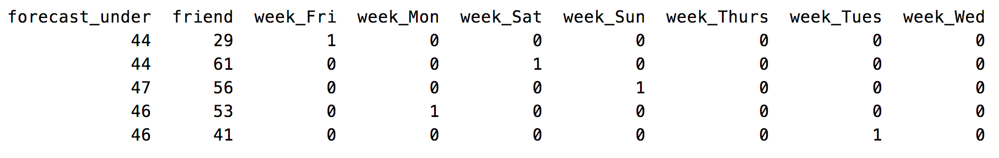 forecast_under friend week_Fri week_Mon week_Sat week_Sun week_Thurs week_Tues week_Wed
44 29 1 0 0 0 0 0 0
44 61 0 0 1 0 0 0 0
47 56 0 0 0 1 0 0 0
46 53 0 1 0 0 0 0 0
46 41 0 0 0 0 0 1 0